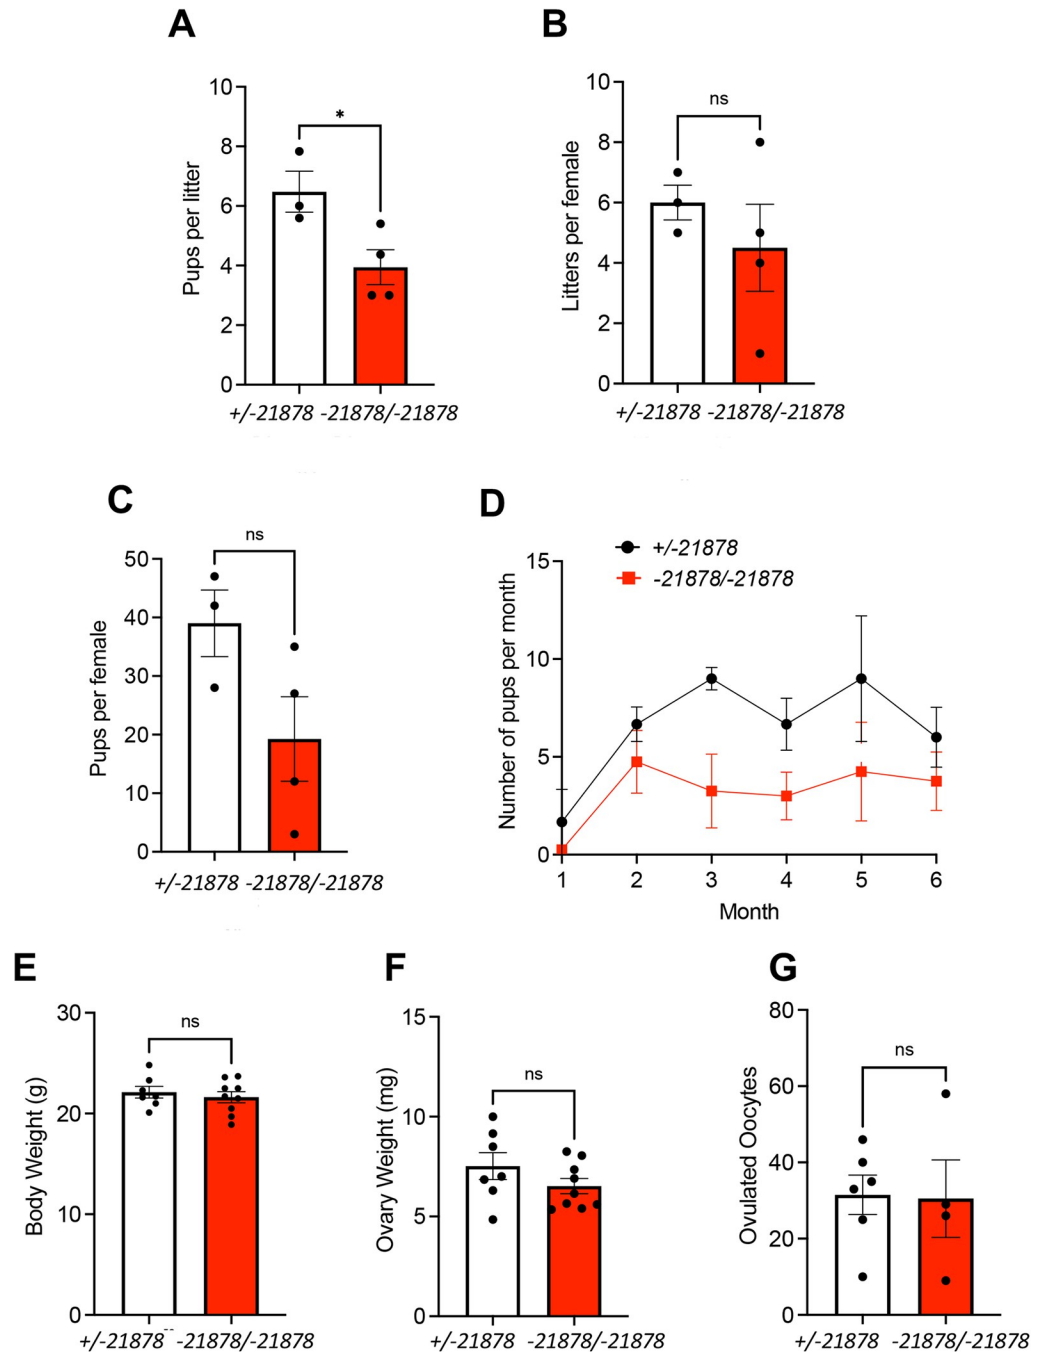 A
10
8
6
4
2
0
Pups per litter
*
+/-21878 -21878/-21878
B
10
8
6
4
2
0
Litters per female
ns
+/-21878 -21878/-21878
C
50
40
30
20
10
0
Pups per female
ns
+/-21878 -21878/-21878
D
+/-21878
-21878/-21878
15
10
5
0
Number of pups per month
1 2 3 4 5 6
Month
E
30
20
10
0
Body Weight (g)
ns
+/-21878 -21878/-21878
F
15
10
5
0
Ovary Weight (mg)
ns
+/-21878 -21878/-21878
G
80
60
40
20
0
Ovulated Oocytes
ns
+/-21878 -21878/-21878